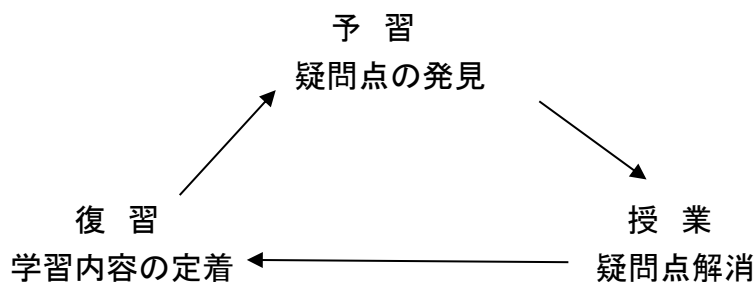 予 習
疑問点の発見
復 習
学習内容の定着
授 業
疑問点解消